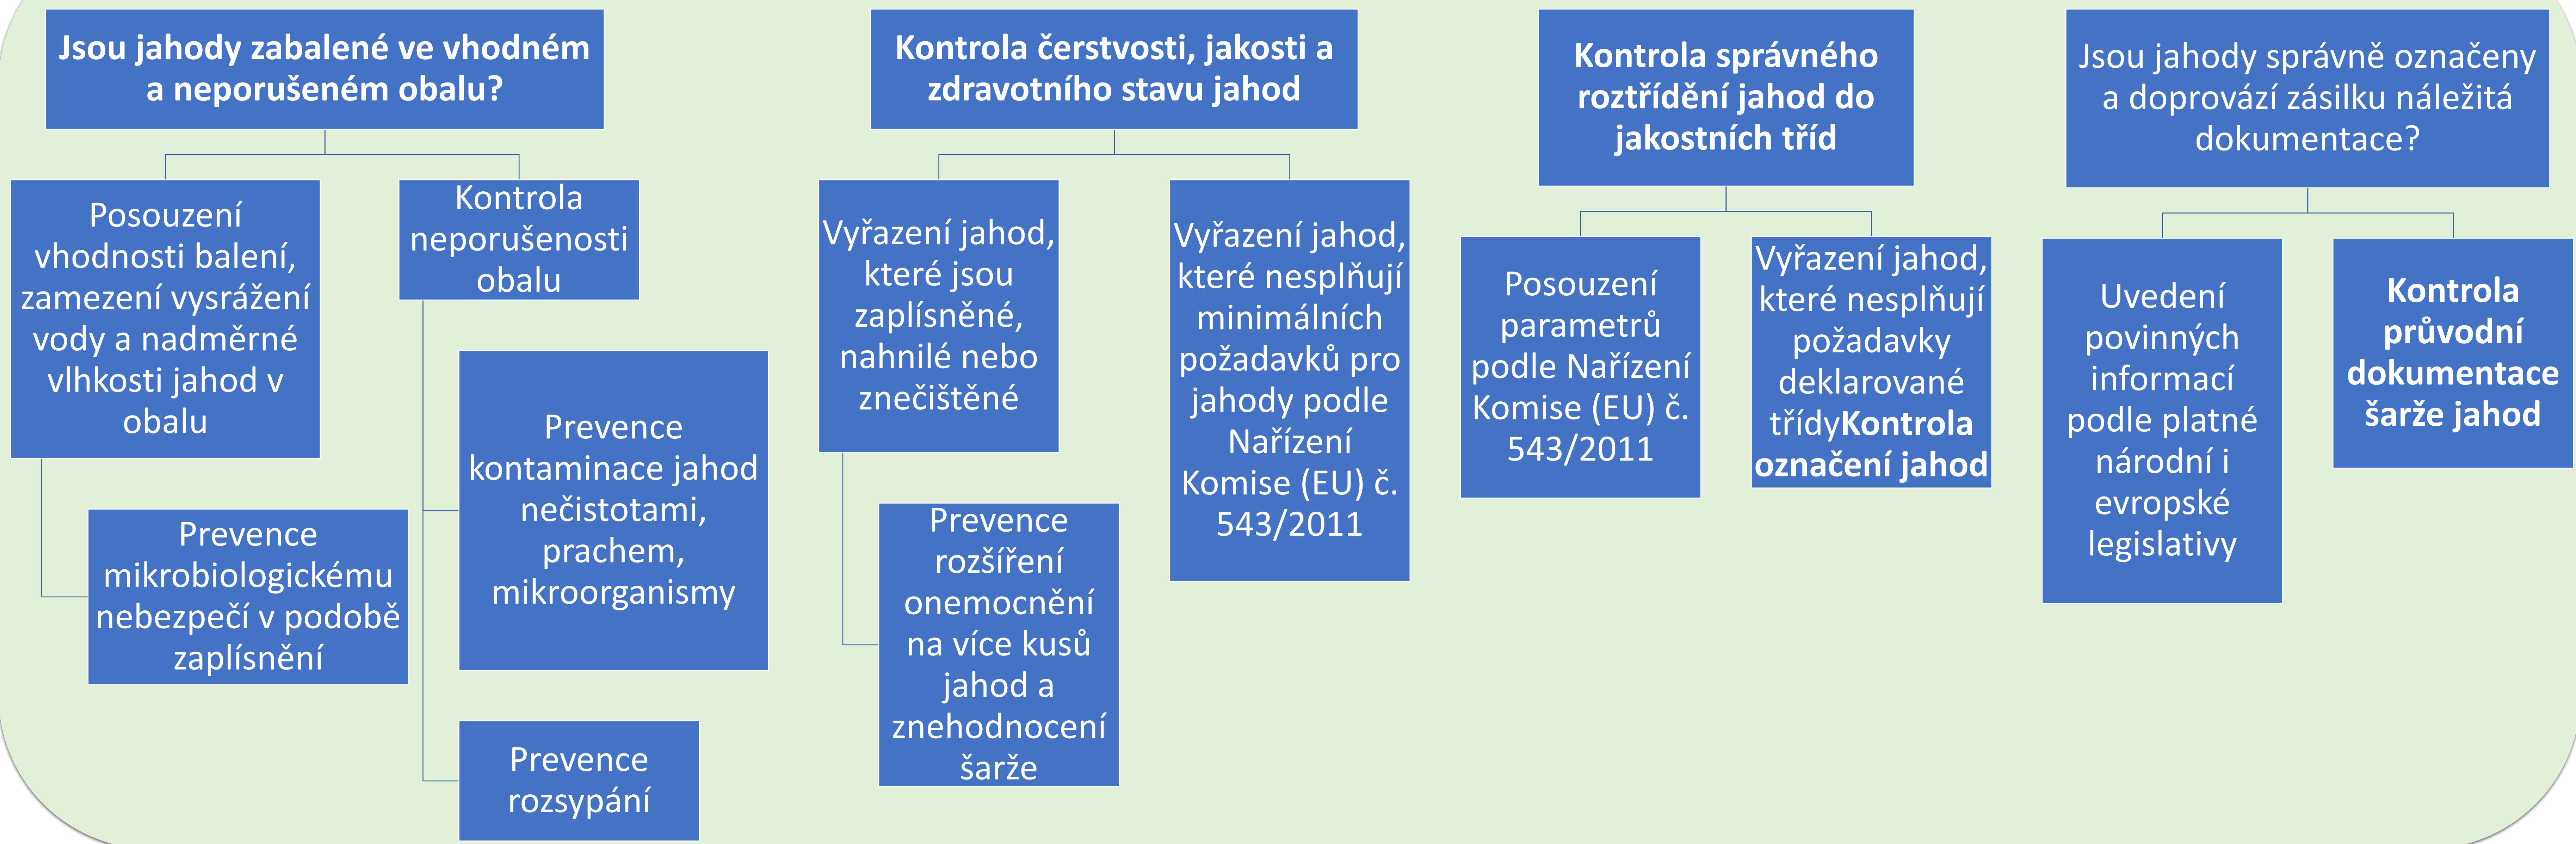 Jsou jahody zabalené ve vhodném
a neporušeném obalu?
Posouzení
vhodnosti balení,
zamezení vysrážení
vody a nadměrné
vlhkosti jahod v
obalu
Prevence
mikrobiologickému
nebezpečí v podobě
zaplísnění
Kontrola
neporušenosti
obalu
Prevence
kontaminace jahod
nečistotami,
prachem,
mikroorganismy
Prevence
rozsypání
Kontrola čerstvosti, jakosti a
zdravotního stavu jahod
Vyřazení jahod,
které jsou
zaplísněné,
nahnilé nebo
znečištěné
Prevence
rozšíření
onemocnění
na více kusů
jahod a
znehodnocení
šarže
Vyřazení jahod,
které nesplňují
minimálních
požadavků pro
jahody podle
Nařízení
Komise (EU) č.
543/2011
Kontrola správného
roztřídění jahod do
jakostních tříd
Posouzení
parametrů
podle Nařízení
Komise (EU) č.
543/2011
Vyřazení jahod,
které nesplňují
požadavky
deklarované
třídyKontrola
označení jahod
Jsou jahody správně označeny
a doprovází zásilku náležitá
dokumentace?
Uvedení
povinných
informací
podle platné
národní i
evropské
legislativy
Kontrola
průvodní
dokumentace
šarže jahod